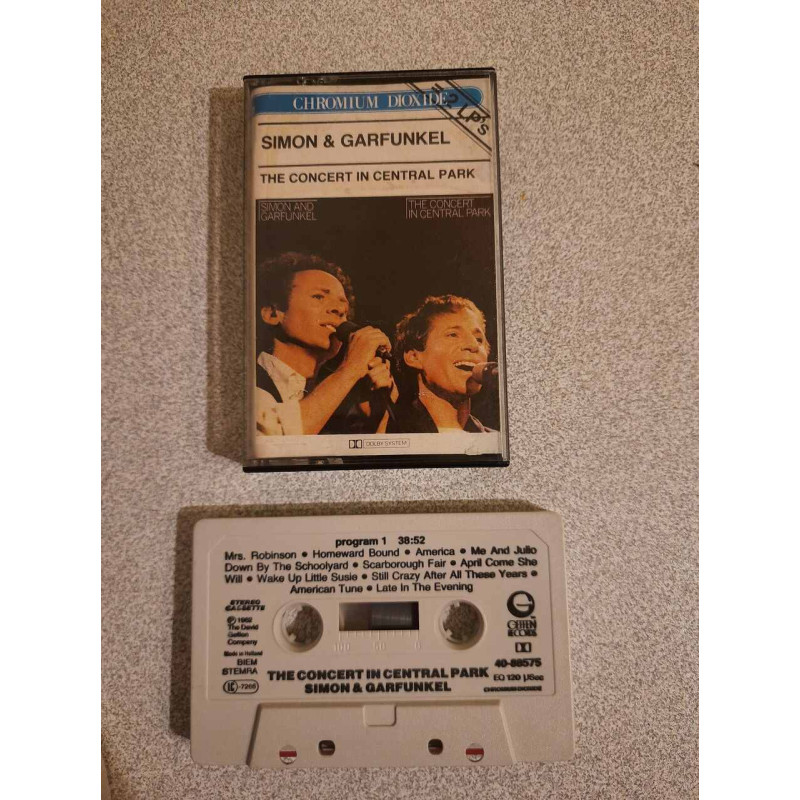 CHROMIUM DIOXIDE
2 LP's
SIMON & GARFUNKEL
THE CONCERT IN CENTRAL PARK
SIMON AND
GARFUNKEL
THE CONCERT
IN CENTRAL PARK
DOLBY SYSTEM
program 1 38:52
Mrs. Robinson • Homeward Bound • America • Me And Julio
Down By The Schoolyard • Scarborough Fair • April Come She
Will • Wake Up Little Susie • Still Crazy After All These Years •
American Tune • Late In The Evening
STEREO
CASSETTE
℗ 1982
The David
Geffen
Company
Made in Holland
BIEM
STEMRA
-7266
100 50 0
GEFFEN
RECORDS
40-88575
EQ 120 µSec
CHROMIUM DIOXIDE
THE CONCERT IN CENTRAL PARK
SIMON & GARFUNKEL